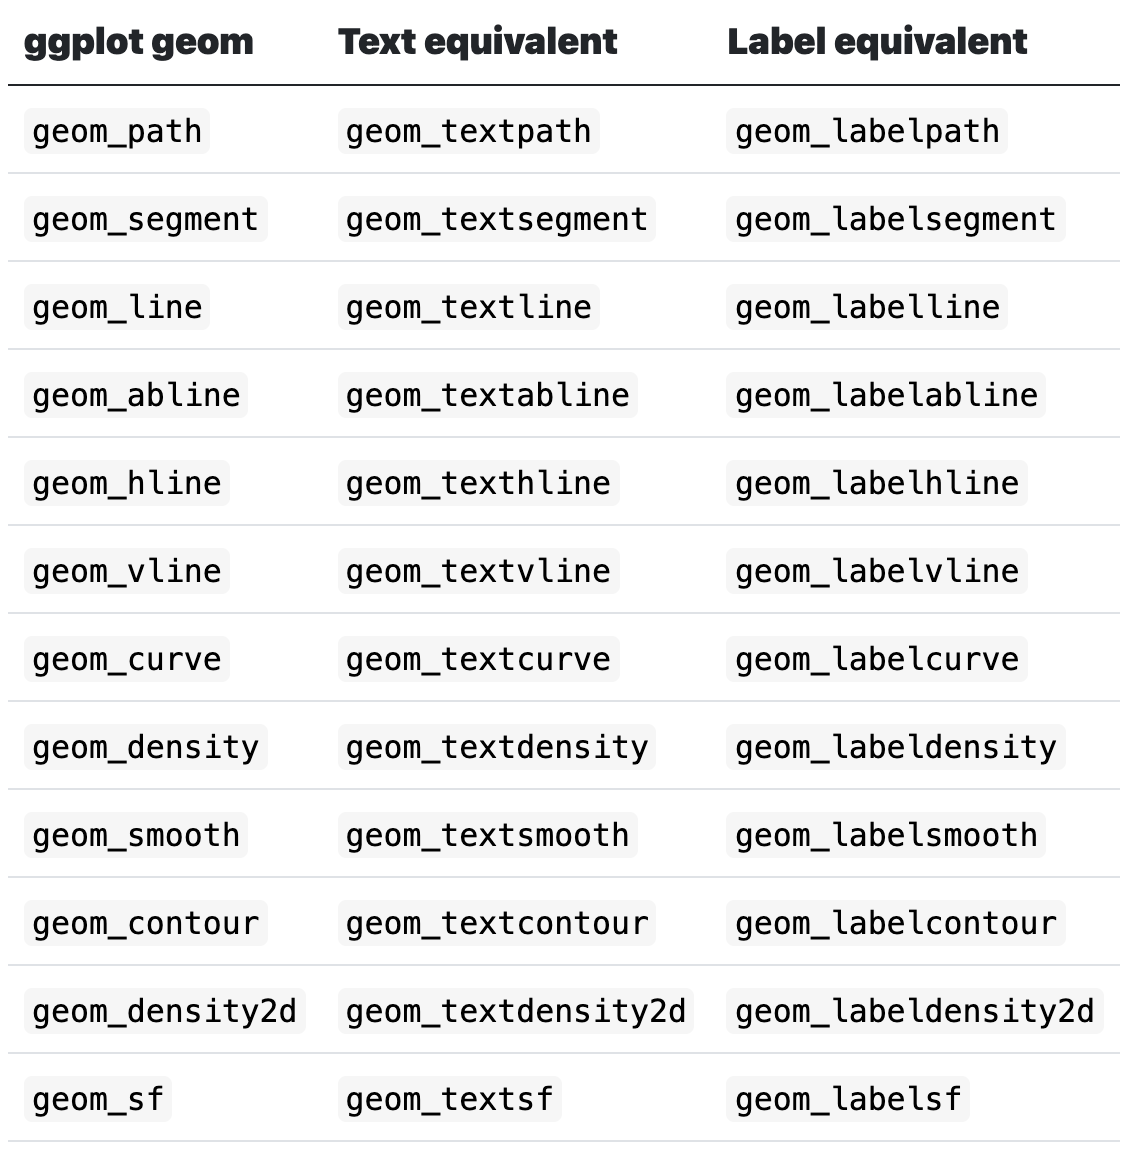 ggplot geom Text equivalent Label equivalent
geom_path geom_textpath geom_labelpath
geom_segment geom_textsegment geom_labelsegment
geom_line geom_textline geom_labelline
geom_abline geom_textabline geom_labelabline
geom_hline geom_texthline geom_labelhline
geom_vline geom_textvline geom_labelvline
geom_curve geom_textcurve geom_labelcurve
geom_density geom_textdensity geom_labeldensity
geom_smooth geom_textsmooth geom_labelsmooth
geom_contour geom_textcontour geom_labelcontour
geom_density2d geom_textdensity2d geom_labeldensity2d
geom_sf geom_textsf geom_labelsf